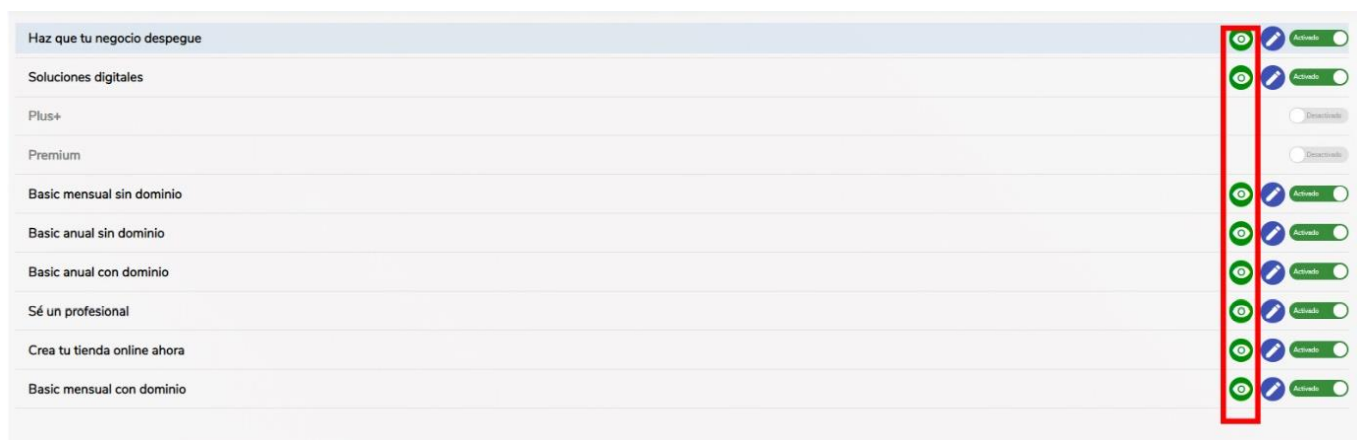 Haz que tu negocio despegue Activado
Soluciones digitales Activado
Plus+ Desactivado
Premium Desactivado
Basic mensual sin dominio Activado
Basic anual sin dominio Activado
Basic anual con dominio Activado
Sé un profesional Activado
Crea tu tienda online ahora Activado
Basic mensual con dominio Activado